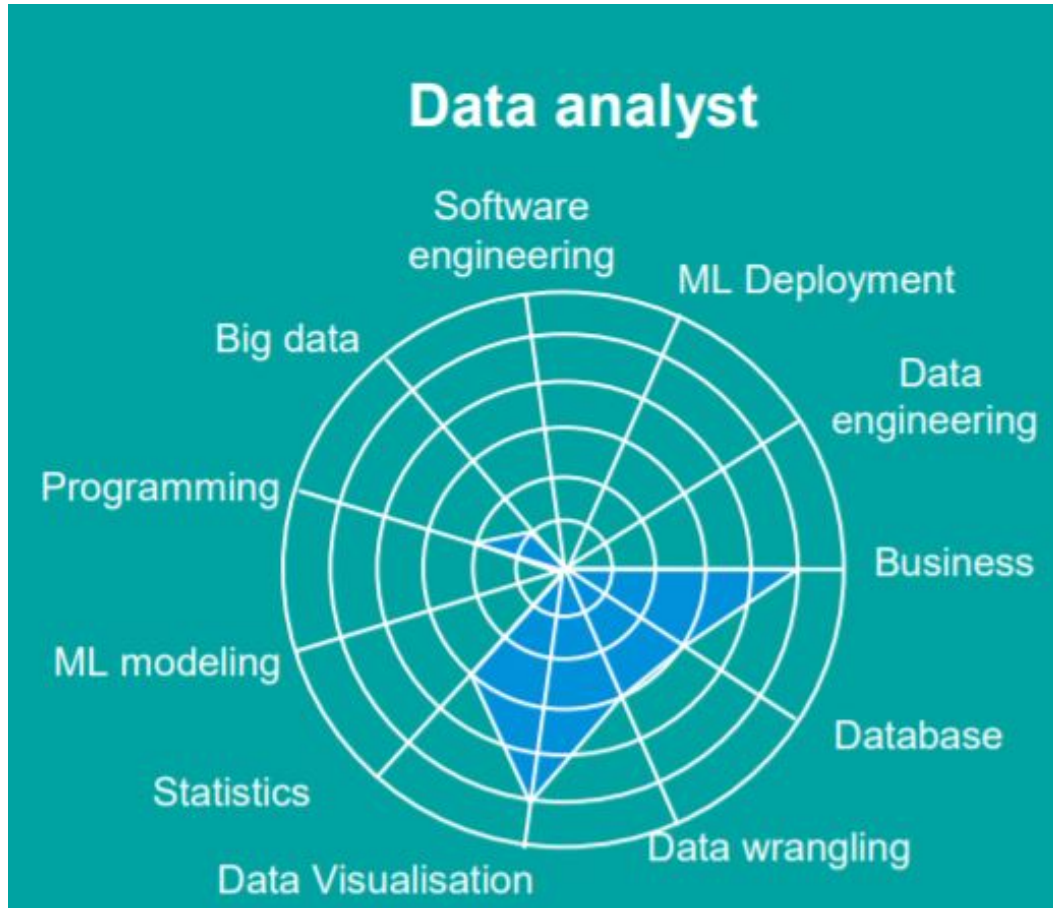 Data analyst
Software
engineering
ML Deployment
Big data
Data
engineering
Programming
Business
ML modeling
Database
Statistics
Data wrangling
Data Visualisation